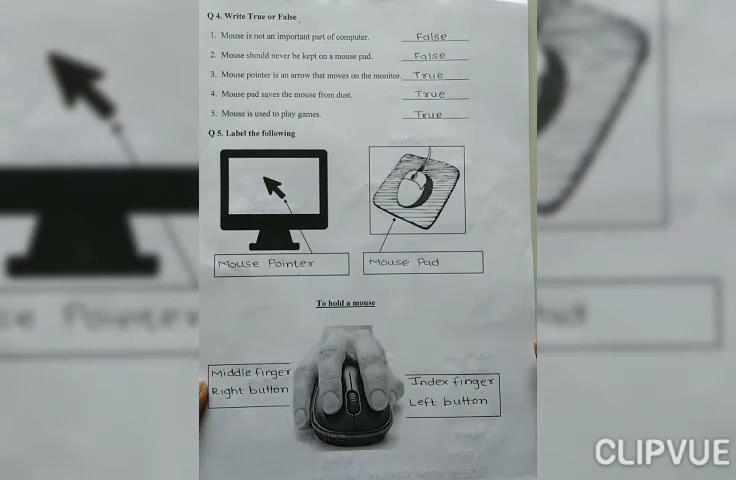 Q 4. Write True or False
1. Mouse is not an important part of computer. False
2. Mouse should never be kept on a mouse pad. False
3. Mouse pointer is an arrow that moves on the monitor. True
4. Mouse pad saves the mouse from dust. True
5. Mouse is used to play games. True
Q 5. Label the following
Mouse Pointer Mouse Pad
To hold a mouse
Middle finger
Right button
Index finger
Left button
CLIPVUE